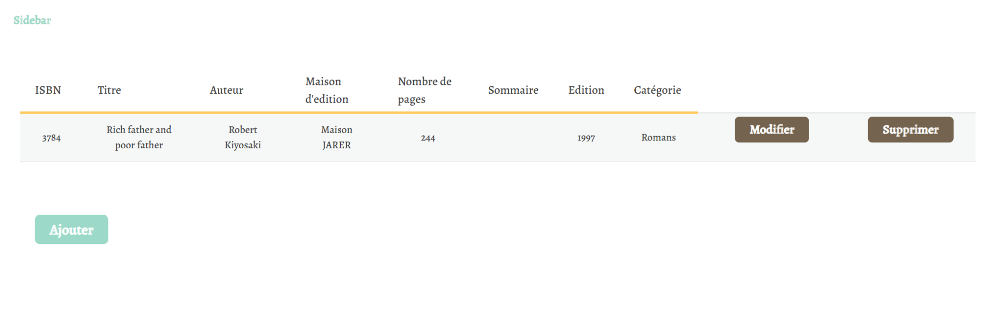 Sidebar
ISBN Titre Auteur Maison d'edition Nombre de pages Sommaire Edition Catégorie
3784 Rich father and poor father Robert Kiyosaki Maison JARER 244 1997 Romans Modifier Supprimer
Ajouter